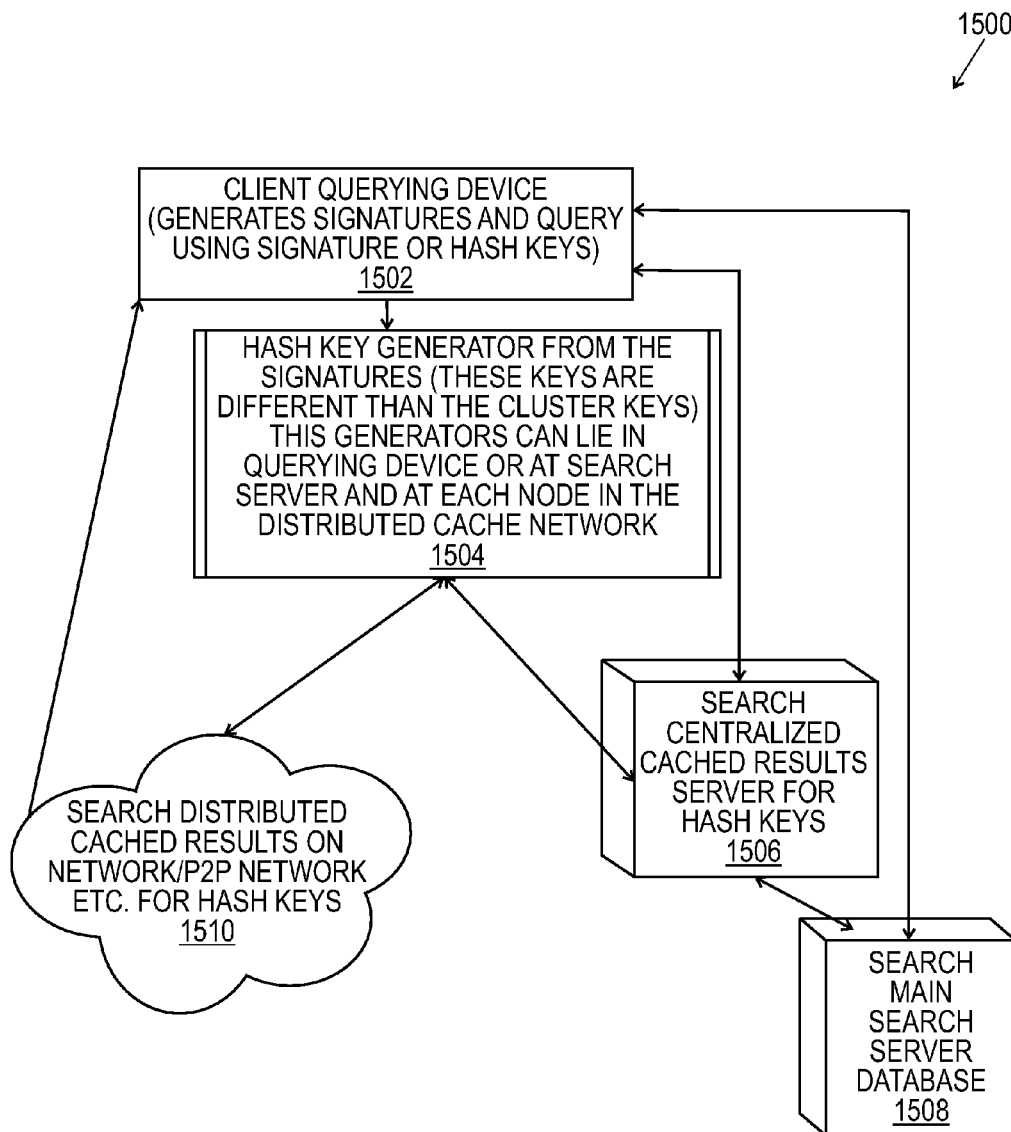 1500
CLIENT QUERYING DEVICE
(GENERATES SIGNATURES AND QUERY
USING SIGNATURE OR HASH KEYS)
1502
HASH KEY GENERATOR FROM THE
SIGNATURES (THESE KEYS ARE
DIFFERENT THAN THE CLUSTER KEYS)
THIS GENERATORS CAN LIE IN
QUERYING DEVICE OR AT SEARCH
SERVER AND AT EACH NODE IN THE
DISTRIBUTED CACHE NETWORK
1504
SEARCH
CENTRALIZED
CACHED RESULTS
SERVER FOR
HASH KEYS
1506
SEARCH DISTRIBUTED
CACHED RESULTS ON
NETWORK/P2P NETWORK
ETC. FOR HASH KEYS
1510
SEARCH
MAIN
SEARCH
SERVER
DATABASE
1508